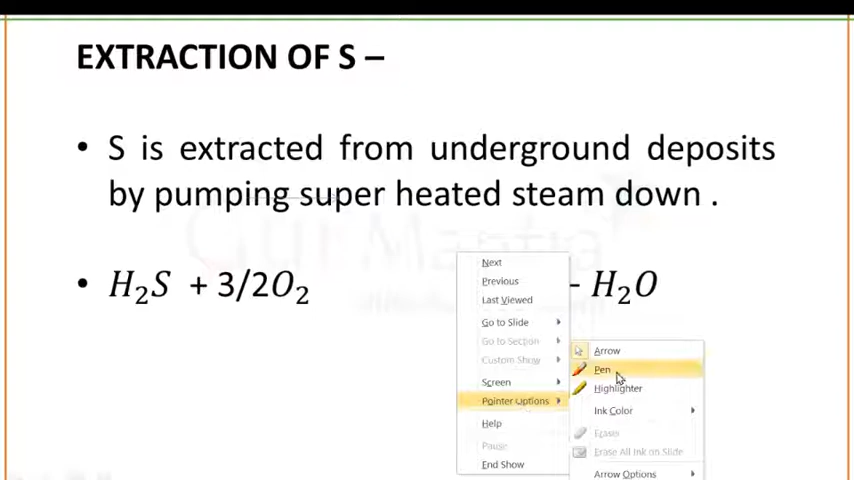 EXTRACTION OF S –
• S is extracted from underground deposits
by pumping super heated steam down .
• H₂S + 3/2O₂ - H₂O
Next
Previous
Last Viewed
Go to Slide
Go to Section
Custom Show
Screen
Pointer Options
Help
Pause
End Show
Arrow
Pen
Highlighter
Ink Color
Eraser
Erase All Ink on Slide
Arrow Options